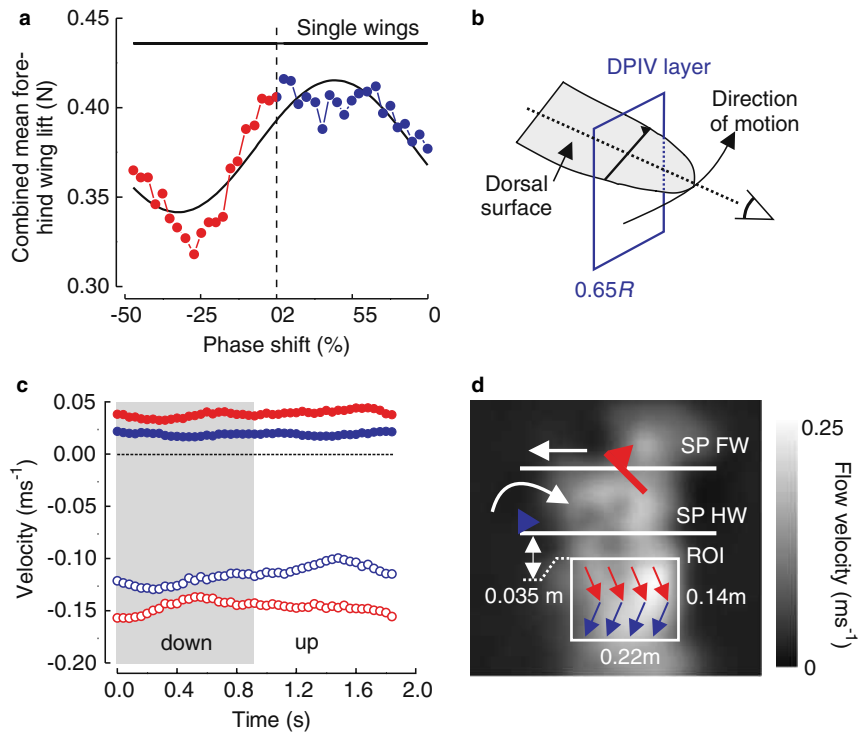 a
Single wings
Combined mean fore-
hind wing lift (N)
0.45
0.40
0.35
0.30
-50
-25
02
55
0
Phase shift (%)
b
DPIV layer
Direction
of motion
Dorsal
surface
0.65R
c
Velocity (ms-1)
0.05
0.00
-0.05
-0.10
-0.15
-0.20
down
up
0.0
0.4
0.8
1.2
1.6
2.0
Time (s)
d
SP FW
SP HW
ROI
0.035 m
0.14m
0.22m
0.25
0
Flow velocity (ms-1)